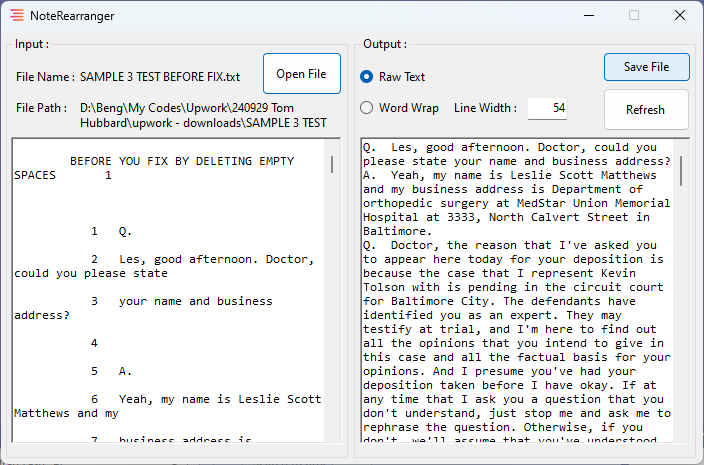 NoteRearranger
Input :
File Name : SAMPLE 3 TEST BEFORE FIX.txt
Open File
File Path : D:\Beng\My Codes\Upwork\240929 Tom
Hubbard\upwork - downloads\SAMPLE 3 TEST
BEFORE YOU FIX BY DELETING EMPTY
SPACES 1
1 Q.
2 Les, good afternoon. Doctor,
could you please state
3 your name and business
address?
4
5 A.
6 Yeah, my name is Leslie Scott
Matthews and my
7 business address is
Output :
Raw Text
Save File
Word Wrap Line Width : 54
Refresh
Q. Les, good afternoon. Doctor, could you
please state your name and business address?
A. Yeah, my name is Leslie Scott Matthews
and my business address is Department of
orthopedic surgery at MedStar Union Memorial
Hospital at 3333, North Calvert Street in
Baltimore.
Q. Doctor, the reason that I've asked you
to appear here today for your deposition is
because the case that I represent Kevin
Tolson with is pending in the circuit court
for Baltimore City. The defendants have
identified you as an expert. They may
testify at trial, and I'm here to find out
all the opinions that you intend to give in
this case and all the factual basis for your
opinions. And I presume you've had your
deposition taken before I have okay. If at
any time that I ask you a question that you
don't understand, just stop me and ask me to
rephrase the question. Otherwise, if you
don't, we'll assume that you've understood